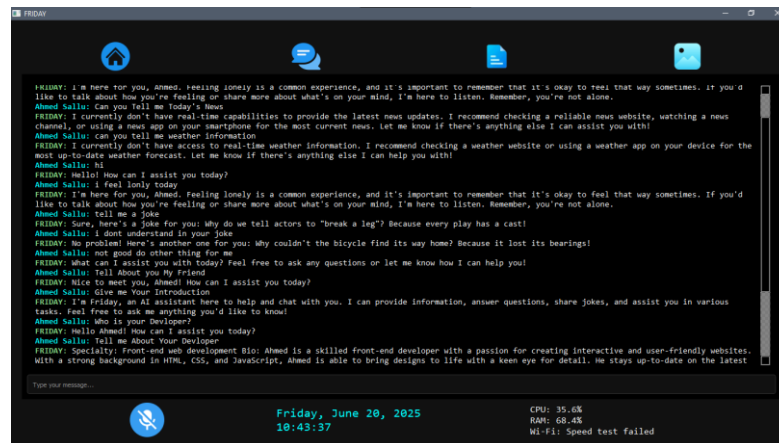 FRIDAY
FRIDAY: I'm here for you, Ahmed. Feeling lonely is a common experience, and it's important to remember that it's okay to feel that way sometimes. If you'd
like to talk about how you're feeling or share more about what's on your mind, I'm here to listen. Remember, you're not alone.
Ahmed Sallu: Can you Tell me Today's News
FRIDAY: I currently don't have real-time capabilities to provide the latest news updates. I recommend checking a reliable news website, watching a news
channel, or using a news app on your smartphone for the most current news. Let me know if there's anything else I can assist you with!
Ahmed Sallu: can you tell me weather information
FRIDAY: I currently don't have access to real-time weather information. I recommend checking a weather website or using a weather app on your device for the
most up-to-date weather forecast. Let me know if there's anything else I can help you with!
Ahmed Sallu: hi
FRIDAY: Hello! How can I assist you today?
Ahmed Sallu: i feel lonly today
FRIDAY: I'm here for you, Ahmed. Feeling lonely is a common experience, and it's important to remember that it's okay to feel that way sometimes. If you'd
like to talk about how you're feeling or share more about what's on your mind, I'm here to listen. Remember, you're not alone.
Ahmed Sallu: tell me a joke
FRIDAY: Sure, here's a joke for you: Why do we tell actors to "break a leg"? Because every play has a cast!
Ahmed Sallu: i dont understand in your joke
FRIDAY: No problem! Here's another one for you: Why couldn't the bicycle find its way home? Because it lost its bearings!
Ahmed Sallu: not good do other thing for me
FRIDAY: What can I assist you with today? Feel free to ask any questions or let me know how I can help you!
Ahmed Sallu: Tell About you My Friend
FRIDAY: Nice to meet you, Ahmed! How can I assist you today?
Ahmed Sallu: Give me Your Introduction
FRIDAY: I'm Friday, an AI assistant here to help and chat with you. I can provide information, answer questions, share jokes, and assist you in various
tasks. Feel free to ask me anything you'd like to know!
Ahmed Sallu: Who is your Devloper?
FRIDAY: Hello Ahmed! How can I assist you today?
Ahmed Sallu: Tell me About Your Devloper
FRIDAY: Specialty: Front-end web development Bio: Ahmed is a skilled front-end developer with a passion for creating interactive and user-friendly websites.
With a strong background in HTML, CSS, and JavaScript, Ahmed is able to bring designs to life with a keen eye for detail. He stays up-to-date on the latest
Type your message...
Friday, June 20, 2025
10:43:37
CPU: 35.6%
RAM: 68.4%
Wi-Fi: Speed test failed